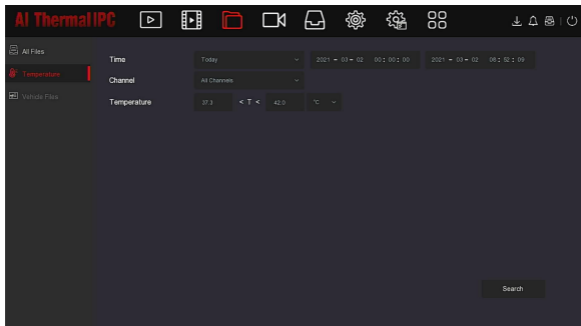 AI Thermal IPC
All Files
Temperature
Vehicle Files
Time Today 2021 - 03 - 02 00 : 00 : 00 2021 - 03 - 02 06 : 52 : 09
Channel All Channels
Temperature 37.3 < T < 42.0 °C
Search